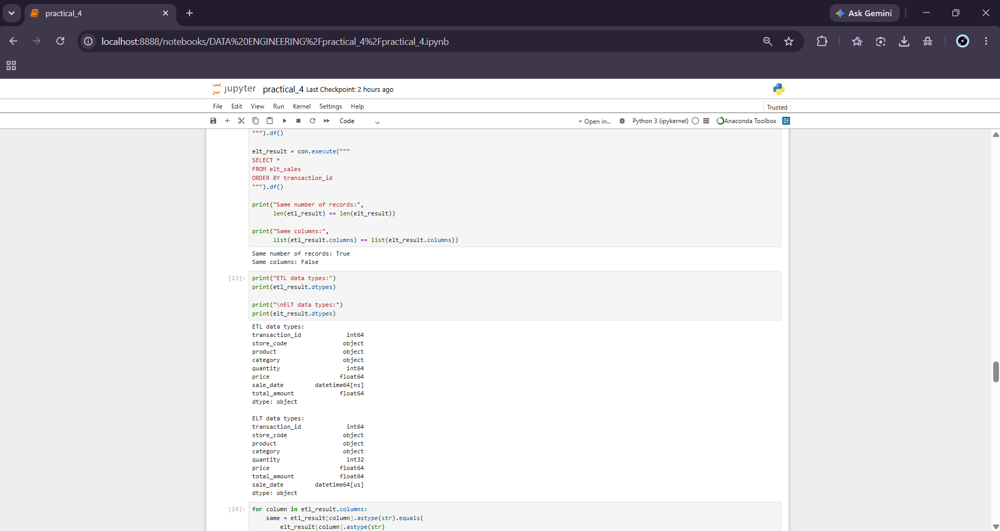 practical_4
Ask Gemini
localhost:8888/notebooks/DATA%20ENGINEERING%2Fpractical_4%2Fpractical_4.ipynb
jupyter practical_4 Last Checkpoint: 2 hours ago
File Edit View Run Kernel Settings Help
Trusted
Code
Open in... Python 3 (ipykernel) Anaconda Toolbox
""").df()
elt_result = con.execute("""
SELECT *
FROM elt_sales
ORDER BY transaction_id
""").df()
print("Same number of records:",
len(etl_result) == len(elt_result))
print("Same columns:",
list(etl_result.columns) == list(elt_result.columns))
Same number of records: True
Same columns: False
[23]: print("ETL data types:")
print(etl_result.dtypes)
print("\nELT data types:")
print(elt_result.dtypes)
ETL data types:
transaction_id int64
store_code object
product object
category object
quantity int64
price float64
sale_date datetime64[ns]
total_amount float64
dtype: object
ELT data types:
transaction_id int64
store_code object
product object
category object
quantity int32
price float64
total_amount float64
sale_date datetime64[us]
dtype: object
[24]: for column in etl_result.columns:
same = etl_result[column].astype(str).equals(
elt_result[column].astype(str)